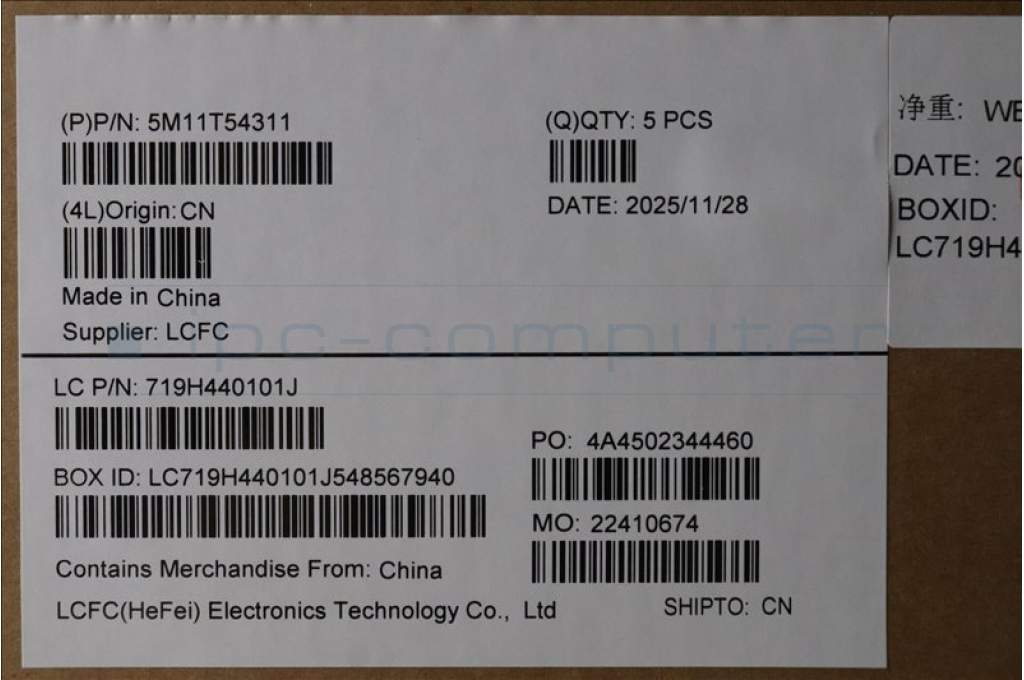 (P)P/N: 5M11T54311
(Q)QTY: 5 PCS
(4L)Origin: CN
DATE: 2025/11/28
Made in China
Supplier: LCFC
ipc-computer
LC P/N: 719H440101J
BOX ID: LC719H440101J548567940
PO: 4A4502344460
MO: 22410674
Contains Merchandise From: China
LCFC(HeFei) Electronics Technology Co., Ltd
SHIPTO: CN
净重: WE
DATE: 20
BOXID:
LC719H4